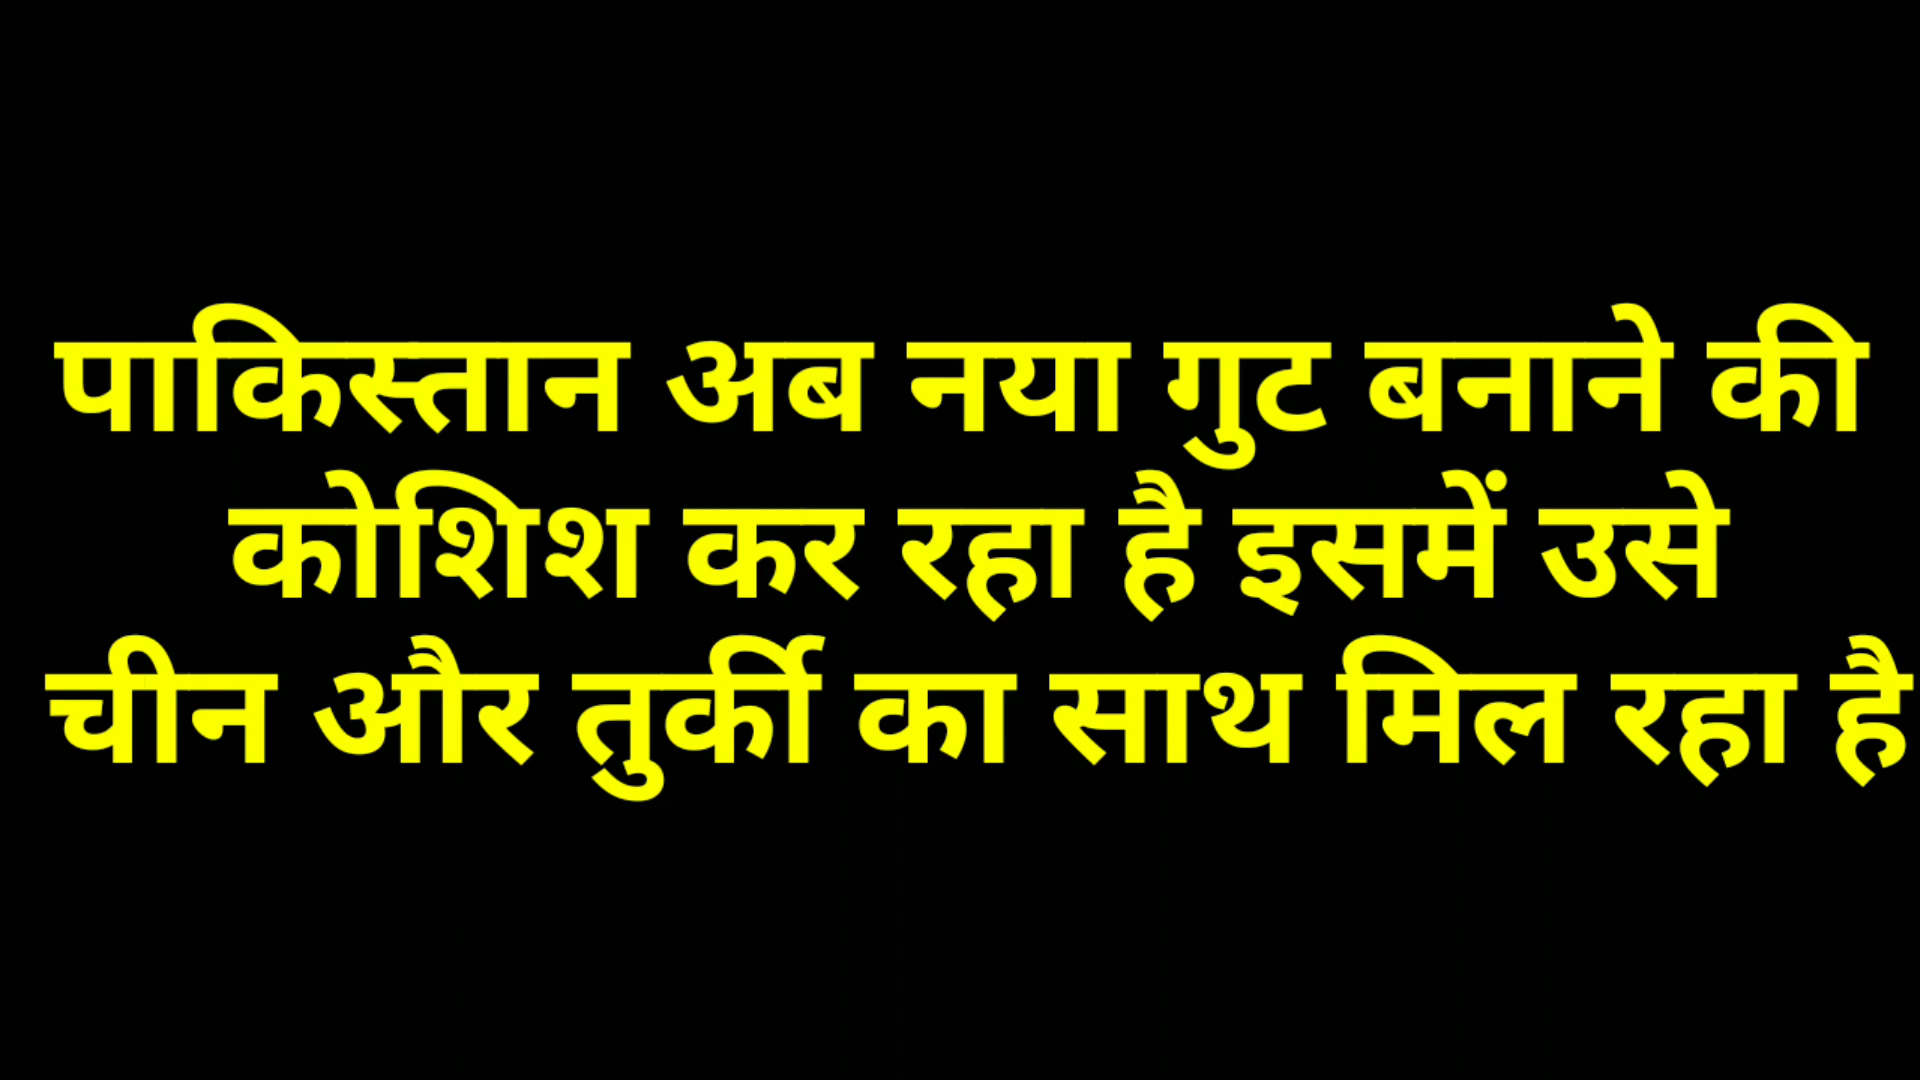 पाकिस्तान अब नया गुट बनाने की
कोशिश कर रहा है इसमें उसे
चीन और तुर्की का साथ मिल रहा है